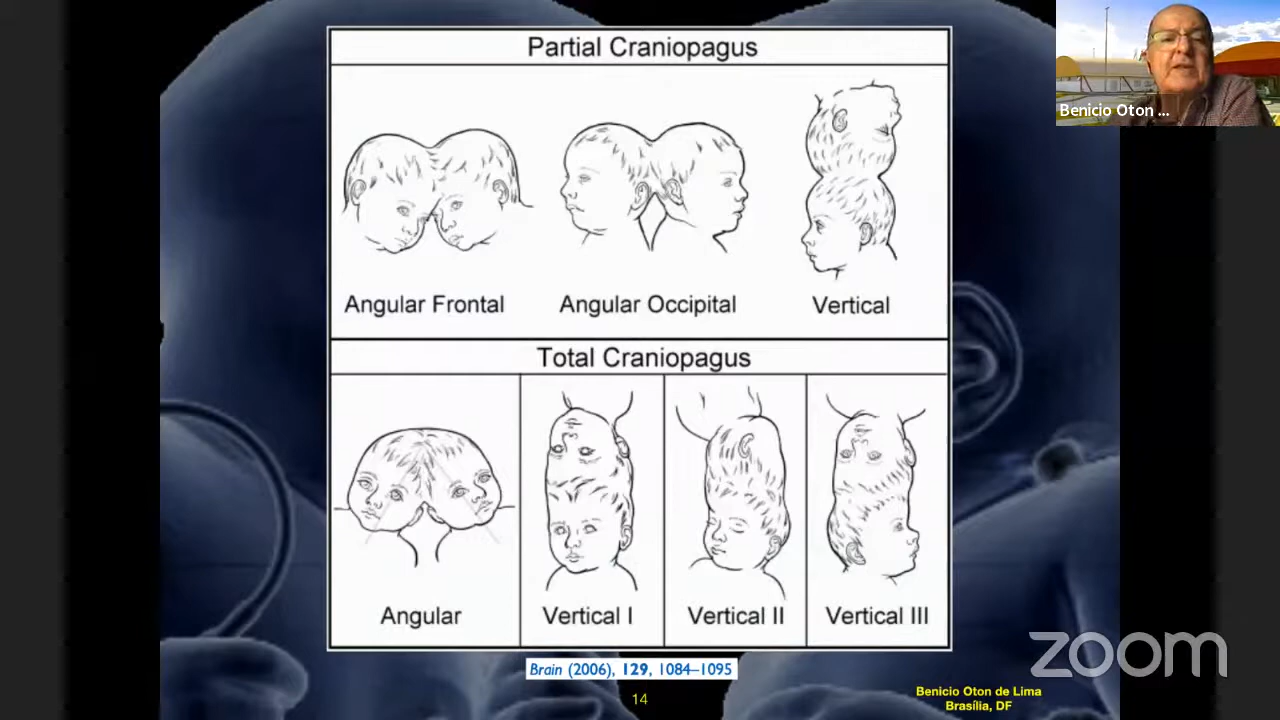 Partial Craniopagus
Benicio Oton ...
Angular Frontal
Angular Occipital
Vertical
Total Craniopagus
Angular
Vertical I
Vertical II
Vertical III
zoom
Brain (2006), 129, 1084–1095
14
Benicio Oton de Lima
Brasília, DF